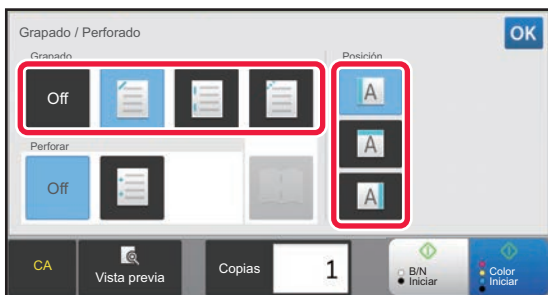 Grapado / Perforado
OK
Grapado
Posición
Off
A
A
A
Perforar
Off
CA
Vista previa
Copias
1
B/N
Iniciar
Color
Iniciar